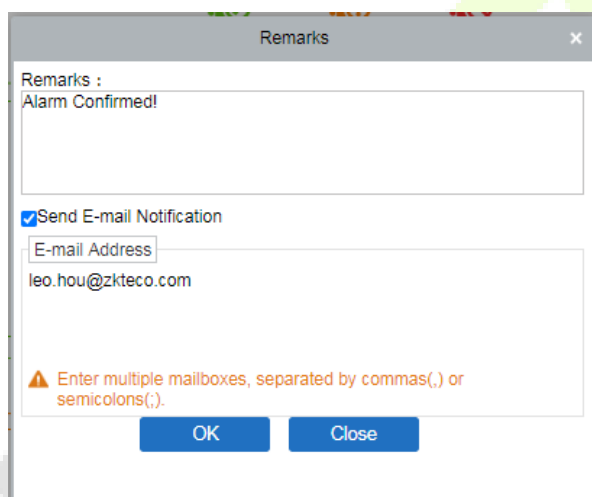 Remarks
×
Remarks :
Alarm Confirmed!
Send E-mail Notification
E-mail Address
leo.hou@zkteco.com
Enter multiple mailboxes, separated by commas(,) or
semicolons(;).
OK
Close